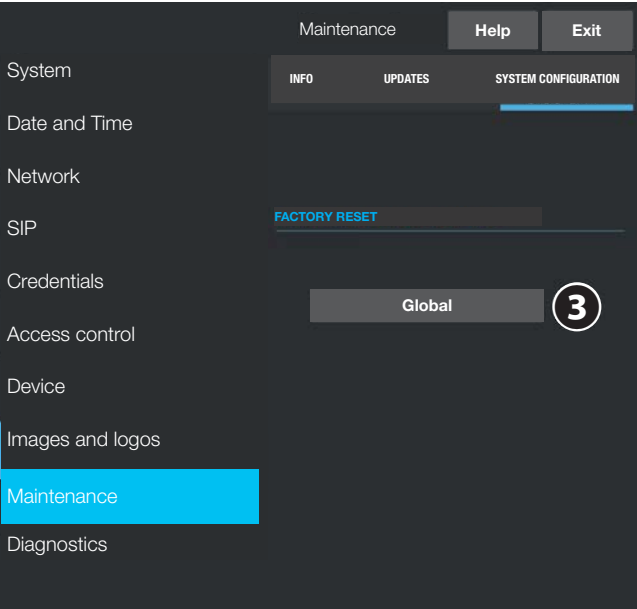 Maintenance
Help
Exit
System
INFO
UPDATES
SYSTEM CONFIGURATION
Date and Time
Network
FACTORY RESET
SIP
Credentials
Global
3
Access control
Device
Images and logos
Maintenance
Diagnostics